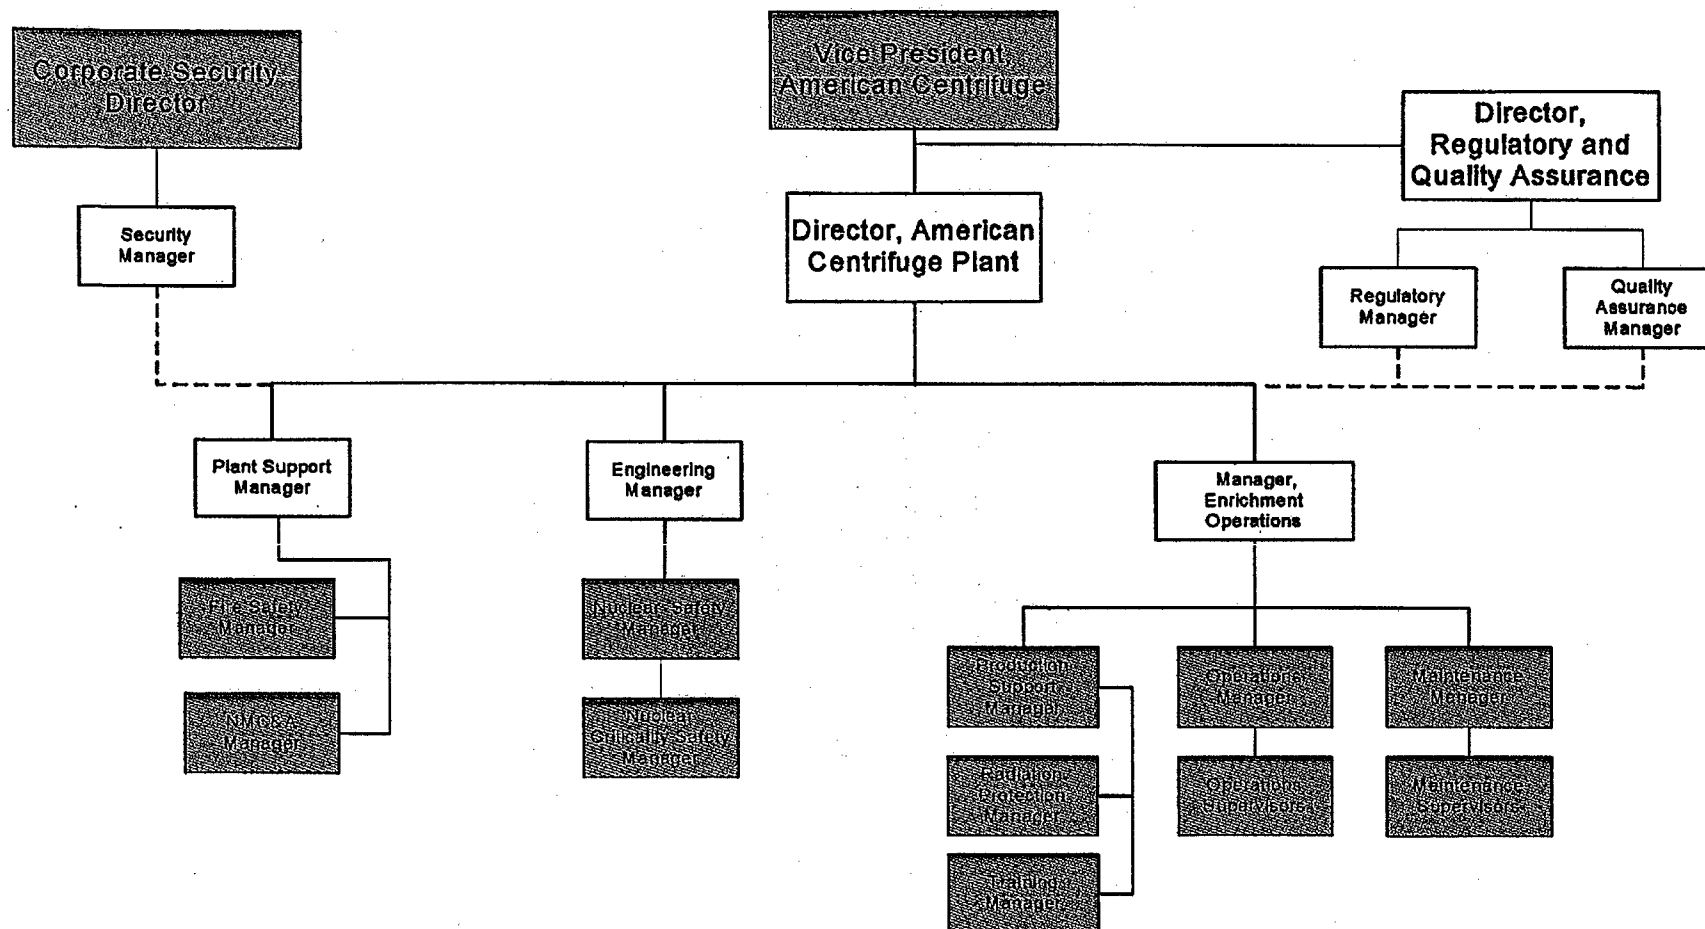 Corporate Security
Director
Vice President
American Centrifuge
Director,
Regulatory and
Quality Assurance
Security
Manager
Director, American
Centrifuge Plant
Regulatory
Manager
Quality
Assurance
Manager
Plant Support
Manager
Engineering
Manager
Manager,
Enrichment
Operations
Fire Safety
Manager
Nuclear Safety
Manager
Production
Support
Manager
Operations
Manager
Maintenance
Manager
NMC&A
Manager
Nuclear
Criticality Safety
Manager
Radiation
Protection
Manager
Operations
Supervisors
Maintenance
Supervisors
Training
Manager